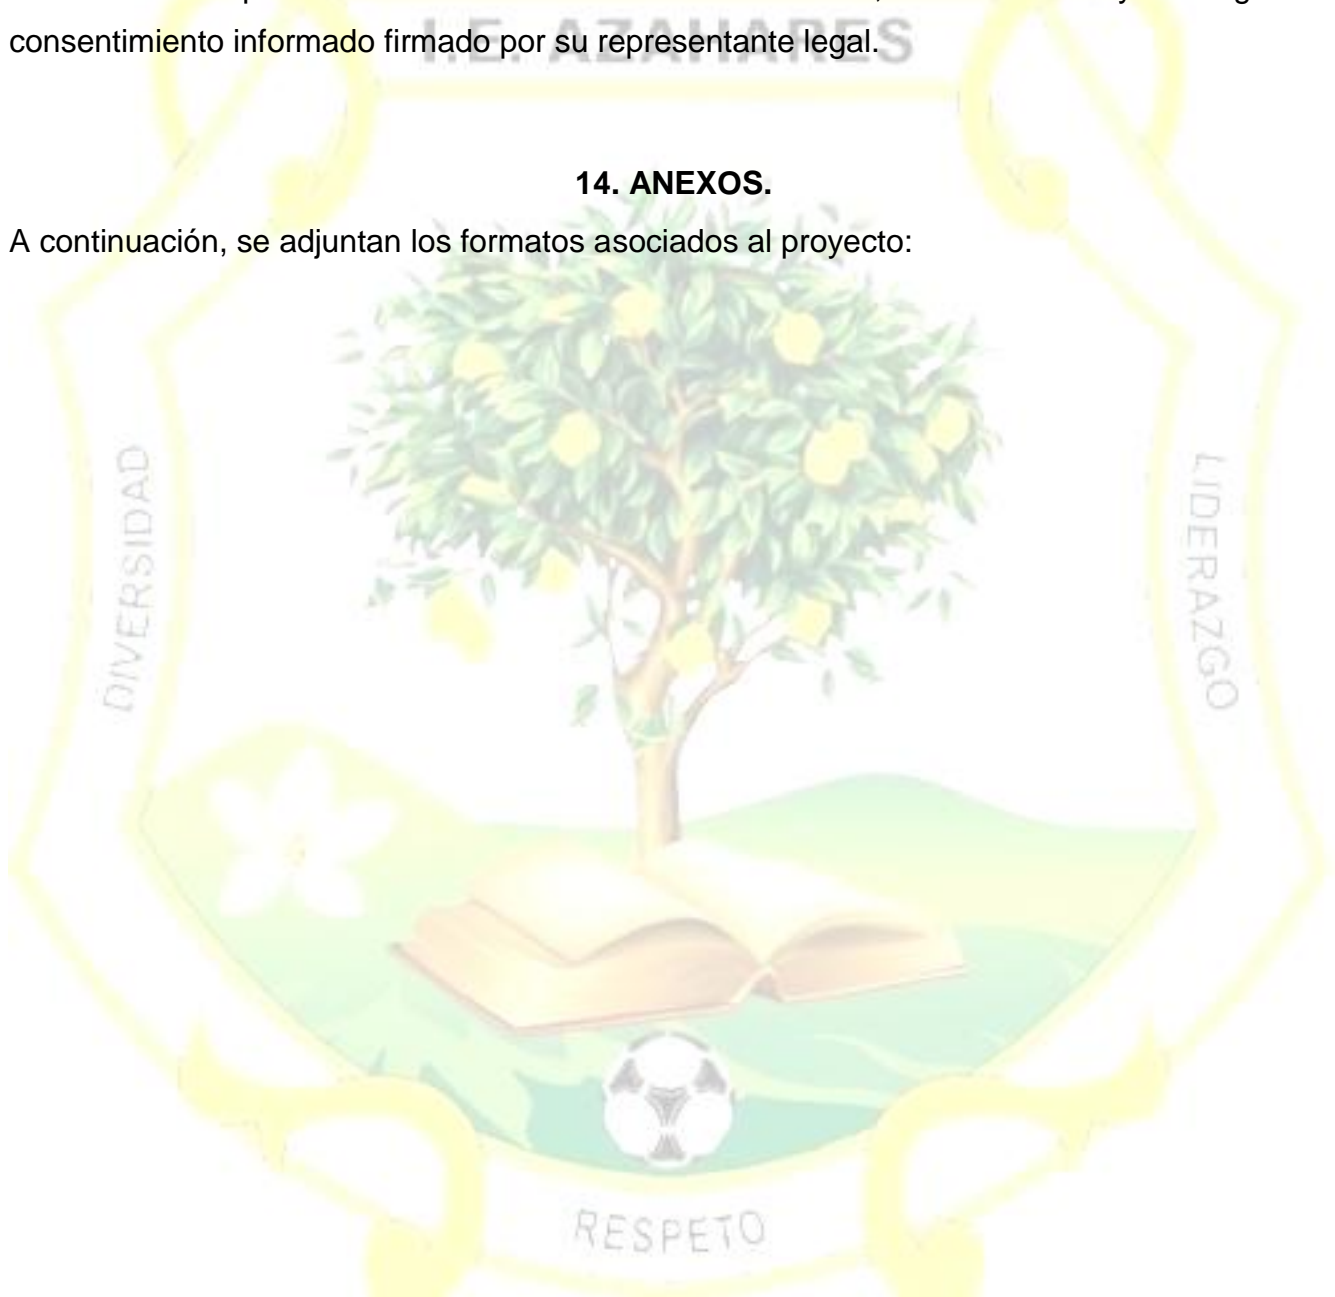 consentimiento informado firmado por su representante legal.
I.E. AZAHARES
14. ANEXOS.
A continuación, se adjuntan los formatos asociados al proyecto:
DIVERSIDAD
LIDERAZGO
RESPETO